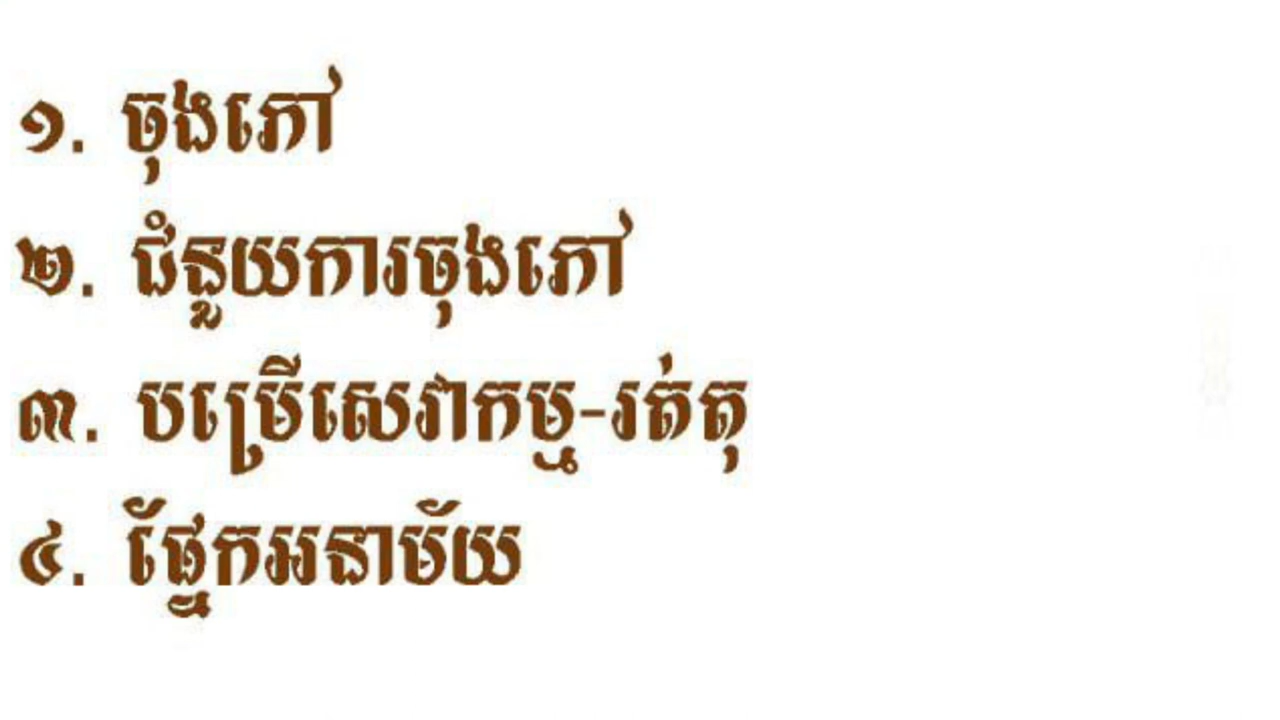 ១. ចុងភៅ
២. ជំនួយការចុងភៅ
៣. បម្រើសេវាកម្ម-រត់តុ
៤. ផ្នែកអនាម័យ